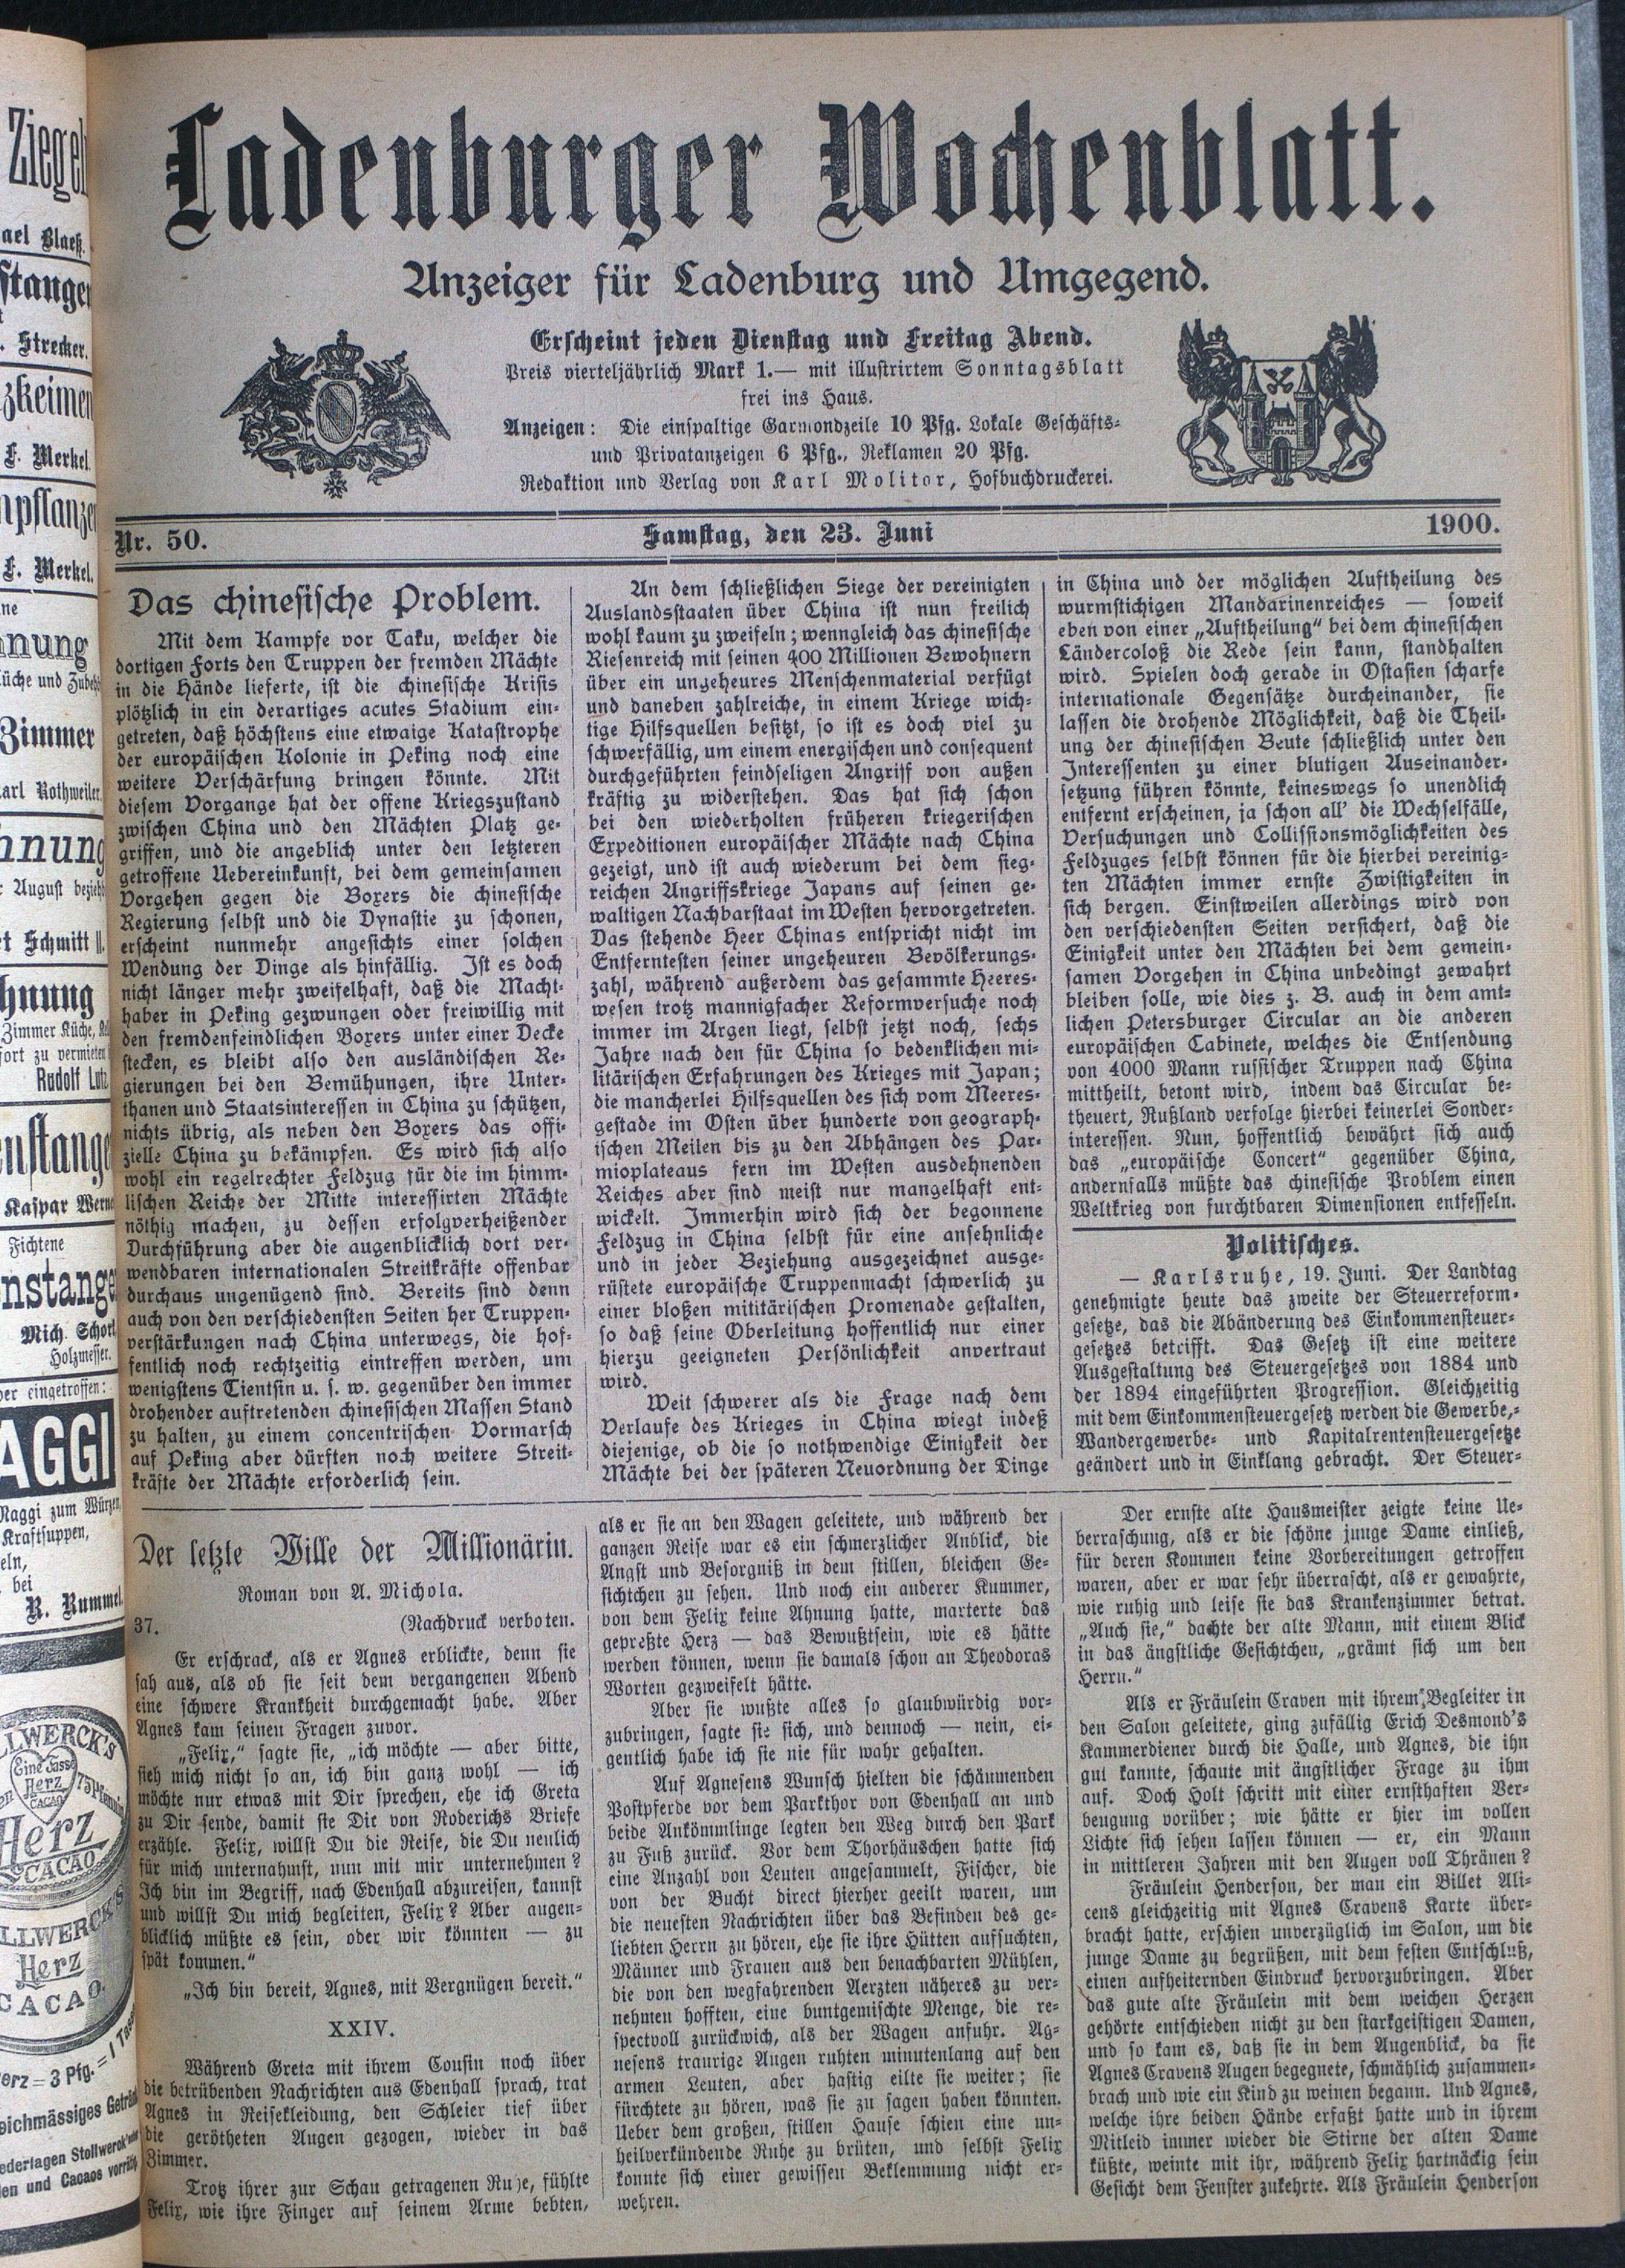 Ladenburger Wochenblatt.
Anzeiger für Ladenburg und Umgegend.
Erscheint jeden Dienstag und Freitag Abend.
Preis vierteljährlich Mark 1.— mit illustrirtem Sonntagsblatt
frei ins Haus.
Anzeigen: Die einspaltige Garmondzeile 10 Pfg. Lokale Geschäfts-
und Privatanzeigen 6 Pfg., Reklamen 20 Pfg.
Redaktion und Verlag von Karl Molitor, Hofbuchdruckerei.
Nr. 50.
Samstag, den 23. Juni
1900.
Das chinesische Problem.
Mit dem Kampfe vor Taku, welcher die
dortigen Forts den Truppen der fremden Mächte
in die Hände lieferte, ist die chinesische Krisis
plötzlich in ein derartiges acutes Stadium ein-
getreten, daß höchstens eine etwaige Katastrophe
der europäischen Kolonie in Peking noch eine
weitere Verschärfung bringen könnte. Mit
diesem Vorgange hat der offene Kriegszustand
zwischen China und den Mächten Platz ge-
griffen, und die angeblich unter den letzteren
getroffene Uebereinkunft, bei dem gemeinsamen
Vorgehen gegen die Boxers die chinesische
Regierung selbst und die Dynastie zu schonen,
erscheint nunmehr angesichts einer solchen
Wendung der Dinge als hinfällig. Ist es doch
nicht länger mehr zweifelhaft, daß die Macht-
haber in Peking gezwungen oder freiwillig mit
den fremdenfeindlichen Boxers unter einer Decke
stecken, es bleibt also den ausländischen Re-
gierungen bei den Bemühungen, ihre Unter-
thanen und Staatsinteressen in China zu schützen,
nichts übrig, als neben den Boxers das offi-
zielle China zu bekämpfen. Es wird sich also
wohl ein regelrechter Feldzug für die im himm-
lischen Reiche der Mitte interessirten Mächte
nöthig machen, zu dessen erfolgverheißender
Durchführung aber die augenblicklich dort ver-
wendbaren internationalen Streitkräfte offenbar
durchaus ungenügend sind. Bereits sind denn
auch von den verschiedensten Seiten her Truppen-
verstärkungen nach China unterwegs, die hof-
fentlich noch rechtzeitig eintreffen werden, um
wenigstens Tientsin u. s. w. gegenüber den immer
drohender auftretenden chinesischen Massen Stand
zu halten, zu einem concentrischen Vormarsch
auf Peking aber dürften noch weitere Streit-
kräfte der Mächte erforderlich sein.
An dem schließlichen Siege der vereinigten
Auslandsstaaten über China ist nun freilich
wohl kaum zu zweifeln; wenngleich das chinesische
Riesenreich mit seinen 400 Millionen Bewohnern
über ein ungeheures Menschenmaterial verfügt
und daneben zahlreiche, in einem Kriege wich-
tige Hilfsquellen besitzt, so ist es doch viel zu
schwerfällig, um einem energischen und consequent
durchgeführten feindseligen Angriff von außen
kräftig zu widerstehen. Das hat sich schon
bei den wiederholten früheren kriegerischen
Expeditionen europäischer Mächte nach China
gezeigt, und ist auch wiederum bei dem sieg-
reichen Angriffskriege Japans auf seinen ge-
waltigen Nachbarstaat im Westen hervorgetreten.
Das stehende Heer Chinas entspricht nicht im
Entferntesten seiner ungeheuren Bevölkerungs-
zahl, während außerdem das gesammte Heeres-
wesen trotz mannigfacher Reformversuche noch
immer im Argen liegt, selbst jetzt noch, sechs
Jahre nach den für China so bedenklichen mi-
litärischen Erfahrungen des Krieges mit Japan;
die mancherlei Hilfsquellen des sich vom Meeres-
gestade im Osten über hunderte von geograph-
ischen Meilen bis zu den Abhängen des Par-
mioplateaus fern im Westen ausdehnenden
Reiches aber sind meist nur mangelhaft ent-
wickelt. Immerhin wird sich der begonnene
Feldzug in China selbst für eine ansehnliche
und in jeder Beziehung ausgezeichnet ausge-
rüstete europäische Truppenmacht schwerlich zu
einer bloßen mititärischen Promenade gestalten,
so daß seine Oberleitung hoffentlich nur einer
hierzu geeigneten Persönlichkeit anvertraut
wird.
Weit schwerer als die Frage nach dem
Verlaufe des Krieges in China wiegt indeß
diejenige, ob die so nothwendige Einigkeit der
Mächte bei der späteren Neuordnung der Dinge
in China und der möglichen Auftheilung des
wurmstichigen Mandarinenreiches — soweit
eben von einer „Auftheilung“ bei dem chinesischen
Ländercoloß die Rede sein kann, standhalten
wird. Spielen doch gerade in Ostasien scharfe
internationale Gegensätze durcheinander, sie
lassen die drohende Möglichkeit, daß die Theil-
ung der chinesischen Beute schließlich unter den
Interessenten zu einer blutigen Auseinander-
setzung führen könnte, keineswegs so unendlich
entfernt erscheinen, ja schon all' die Wechselfälle,
Versuchungen und Collissionsmöglichkeiten des
Feldzuges selbst können für die hierbei vereinig-
ten Mächten immer ernste Zwistigkeiten in
sich bergen. Einstweilen allerdings wird von
den verschiedensten Seiten versichert, daß die
Einigkeit unter den Mächten bei dem gemein-
samen Vorgehen in China unbedingt gewahrt
bleiben solle, wie dies z. B. auch in dem amt-
lichen Petersburger Circular an die anderen
europäischen Cabinete, welches die Entsendung
von 4000 Mann russischer Truppen nach China
mittheilt, betont wird, indem das Circular be-
theuert, Rußland verfolge hierbei keinerlei Sonder-
interessen. Nun, hoffentlich bewährt sich auch
das „europäische Concert“ gegenüber China,
andernfalls müßte das chinesische Problem einen
Weltkrieg von furchtbaren Dimensionen entfesseln.
Politisches.
— Karlsruhe, 19. Juni. Der Landtag
genehmigte heute das zweite der Steuerreform-
gesetze, das die Abänderung des Einkommensteuer-
gesetzes betrifft. Das Gesetz ist eine weitere
Ausgestaltung des Steuergesetzes von 1884 und
der 1894 eingeführten Progression. Gleichzeitig
mit dem Einkommensteuergesetz werden die Gewerbe,-
Wandergewerbe- und Kapitalrentensteuergesetze
geändert und in Einklang gebracht. Der Steuer-
Der letzte Wille der Millionärin.
Roman von A. Michola.
37.
(Nachdruck verboten.
Er erschrack, als er Agnes erblickte, denn sie
sah aus, als ob sie seit dem vergangenen Abend
eine schwere Krankheit durchgemacht habe. Aber
Agnes kam seinen Fragen zuvor.
„Felix,“ sagte sie, „ich möchte — aber bitte,
sieh mich nicht so an, ich bin ganz wohl — ich
möchte nur etwas mit Dir sprechen, ehe ich Greta
zu Dir sende, damit ste Dir von Roderichs Briefe
erzähle. Felix, willst Du die Reise, die Du neulich
für mich unternahmst, nun mit mir unternehmen?
Ich bin im Begriff, nach Edenhall abzureisen, kannst
und willst Du mich begleiten, Felix? Aber augen-
blicklich müßte es sein, oder wir könnten — zu
spät kommen.“
„Ich bin bereit, Agnes, mit Vergnügen bereit.“
XXIV.
Während Greta mit ihrem Cousin noch über
die betrübenden Nachrichten aus Edenhall sprach, trat
Agnes in Reisekleidung, den Schleier tief über
die gerötheten Augen gezogen, wieder in das
Zimmer.
Trotz ihrer zur Schau getragenen Ruhe, fühlte
Felix, wie ihre Finger auf seinem Arme bebten,
als er sie an den Wagen geleitete, und während der
ganzen Reise war es ein schmerzlicher Anblick, die
Angst und Besorgniß in dem stillen, bleichen Ge-
sichtchen zu sehen. Und noch ein anderer Kummer,
von dem Felix keine Ahnung hatte, marterte das
gepreßte Herz — das Bewußtsein, wie es hätte
werden können, wenn sie damals schon an Theodoras
Worten gezweifelt hätte.
Aber sie wußte alles so glaubwürdig vor-
zubringen, sagte sie sich, und dennoch — nein, ei-
gentlich habe ich sie nie für wahr gehalten.
Auf Agnesens Wunsch hielten die schäumenden
Postpferde vor dem Parkthor von Edenhall an und
beide Ankömmlinge legten den Weg durch den Park
zu Fuß zurück. Vor dem Thorhäuschen hatte sich
eine Anzahl von Leuten angesammelt, Fischer, die
von der Bucht direct hierher geeilt waren, um
die neuesten Nachrichten über das Befinden des ge-
liebten Herrn zu hören, ehe sie ihre Hütten aufsuchten,
Männer und Frauen aus den benachbarten Mühlen,
die von den wegfahrenden Aerzten näheres zu ver-
nehmen hofften, eine buntgemischte Menge, die re-
spectvoll zurückwich, als der Wagen anfuhr. Ag-
nesens traurige Augen ruhten minutenlang auf den
armen Leuten, aber hastig eilte sie weiter; sie
fürchtete zu hören, was sie zu sagen haben könnten.
Ueber dem großen, stillen Hause schien eine un-
heilverkündende Ruhe zu brüten, und selbst Felix
konnte sich einer gewissen Beklemmung nicht er-
wehren.
Der ernste alte Hausmeister zeigte keine Ue-
berraschung, als er die schöne junge Dame einließ,
für deren Kommen keine Vorbereitungen getroffen
waren, aber er war sehr überrascht, als er gewahrte,
wie ruhig und leise sie das Krankenzimmer betrat.
„Auch sie,“ dachte der alte Mann, mit einem Blick
in das ängstliche Gesichtchen, „grämt sich um den
Herrn.“
Als er Fräulein Craven mit ihrem Begleiter in
den Salon geleitete, ging zufällig Erich Desmond's
Kammerdiener durch die Halle, und Agnes, die ihn
gut kannte, schaute mit ängstlicher Frage zu ihm
auf. Doch Holt schritt mit einer ernsthaften Ver-
beugung vorüber; wie hätte er hier im vollen
Lichte sich sehen lassen können — er, ein Mann
in mittleren Jahren mit den Augen voll Thränen?
Fräulein Henderson, der man ein Billet Ali-
cens gleichzeitig mit Agnes Cravens Karte über-
bracht hatte, erschien unverzüglich im Salon, um die
junge Dame zu begrüßen, mit dem festen Entschluß,
einen aufheiternden Eindruck hervorzubringen. Aber
das gute alte Fräulein mit dem weichen Herzen
gehörte entschieden nicht zu den starkgeistigen Damen,
und so kam es, daß sie in dem Augenblick, da sie
Agnes Cravens Augen begegnete, schmählich zusammen-
brach und wie ein Kind zu weinen begann. Und Agnes,
welche ihre beiden Hände erfaßt hatte und in ihrem
Mitleid immer wieder die Stirne der alten Dame
küßte, weinte mit ihr, während Felix hartnäckig sein
Gesicht dem Fenster zukehrte. Als Fräulein Henderson